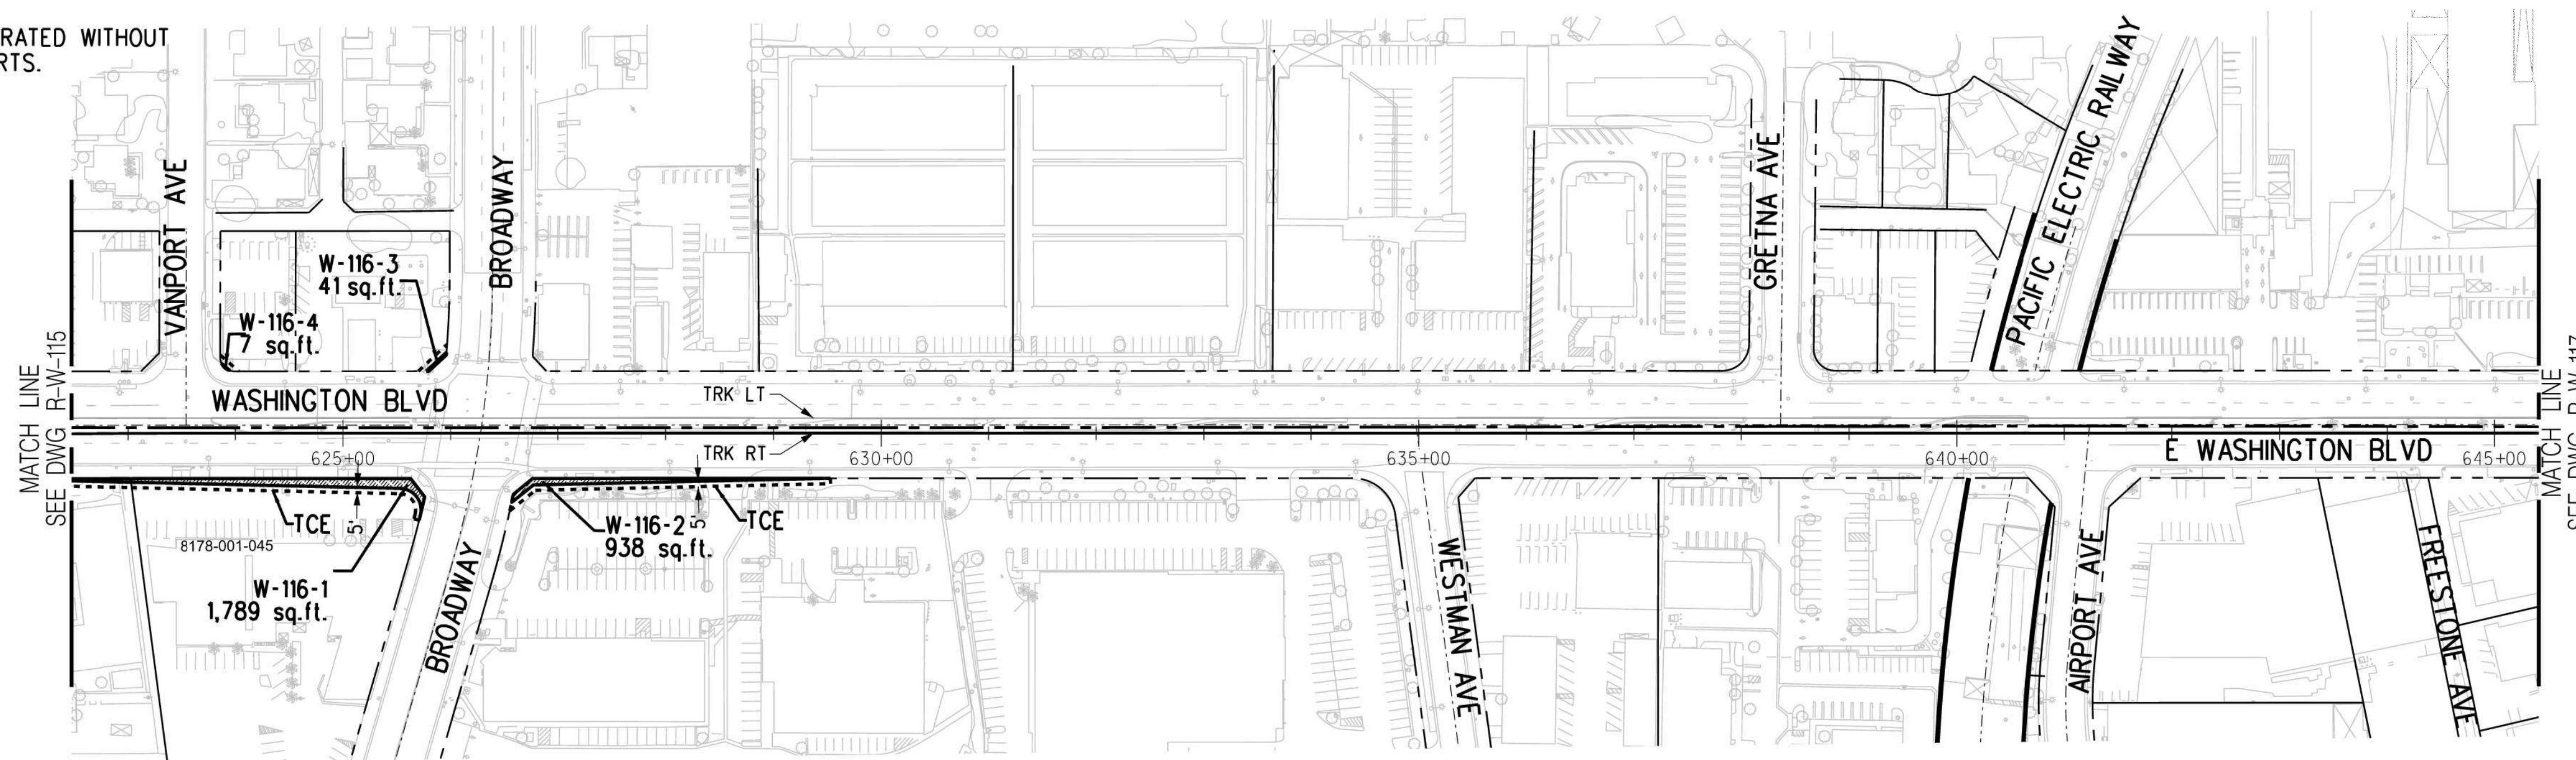 RATED WITHOUT
RTS.
VANPORT AVE
BROADWAY
GRETNA AVE
PACIFIC ELECTRIC RAILWAY
W-116-3
41 sq.ft.
W-116-4
7 sq.ft.
MATCH LINE
SEE DWG R-W-115
WASHINGTON BLVD
TRK LT
TRK RT
E WASHINGTON BLVD
625+00
630+00
635+00
640+00
645+00
MATCH LINE
TCE
5'
8178-001-045
W-116-1
1,789 sq.ft.
BROADWAY
W-116-2
938 sq.ft.
5'
TCE
WESTMAN AVE
AIRPORT AVE
FREESTONE AVE